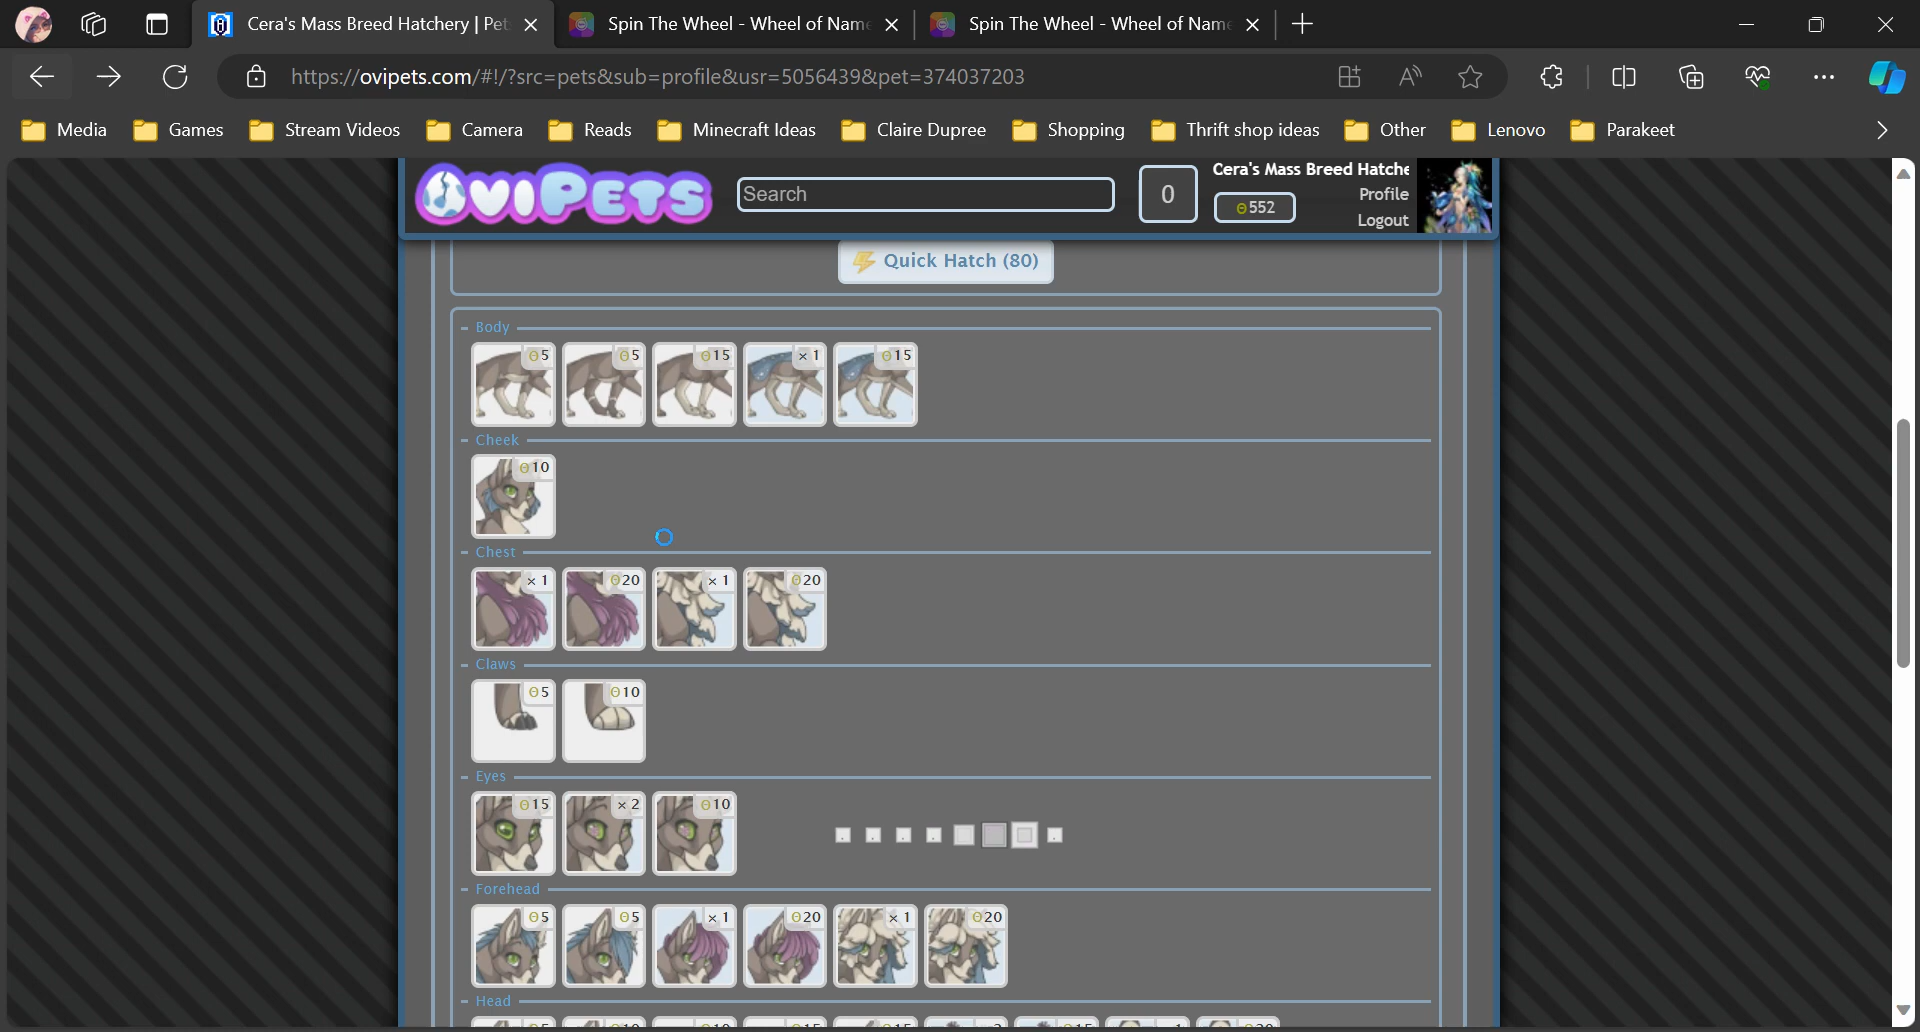 Cera's Mass Breed Hatchery | Pet
Spin The Wheel - Wheel of Name
Spin The Wheel - Wheel of Name
https://ovipets.com/#!/?src=pets&sub=profile&usr=5056439&pet=374037203
Media
Games
Stream Videos
Camera
Reads
Minecraft Ideas
Claire Dupree
Shopping
Thrift shop ideas
Other
Lenovo
Parakeet
OviPets
Search
0
Cera's Mass Breed Hatche
552
Profile
Logout
Quick Hatch (80)
Body
5
5
15
× 1
15
Cheek
10
Chest
× 1
20
× 1
20
Claws
5
10
Eyes
15
× 2
10
Forehead
5
5
× 1
20
× 1
20
Head